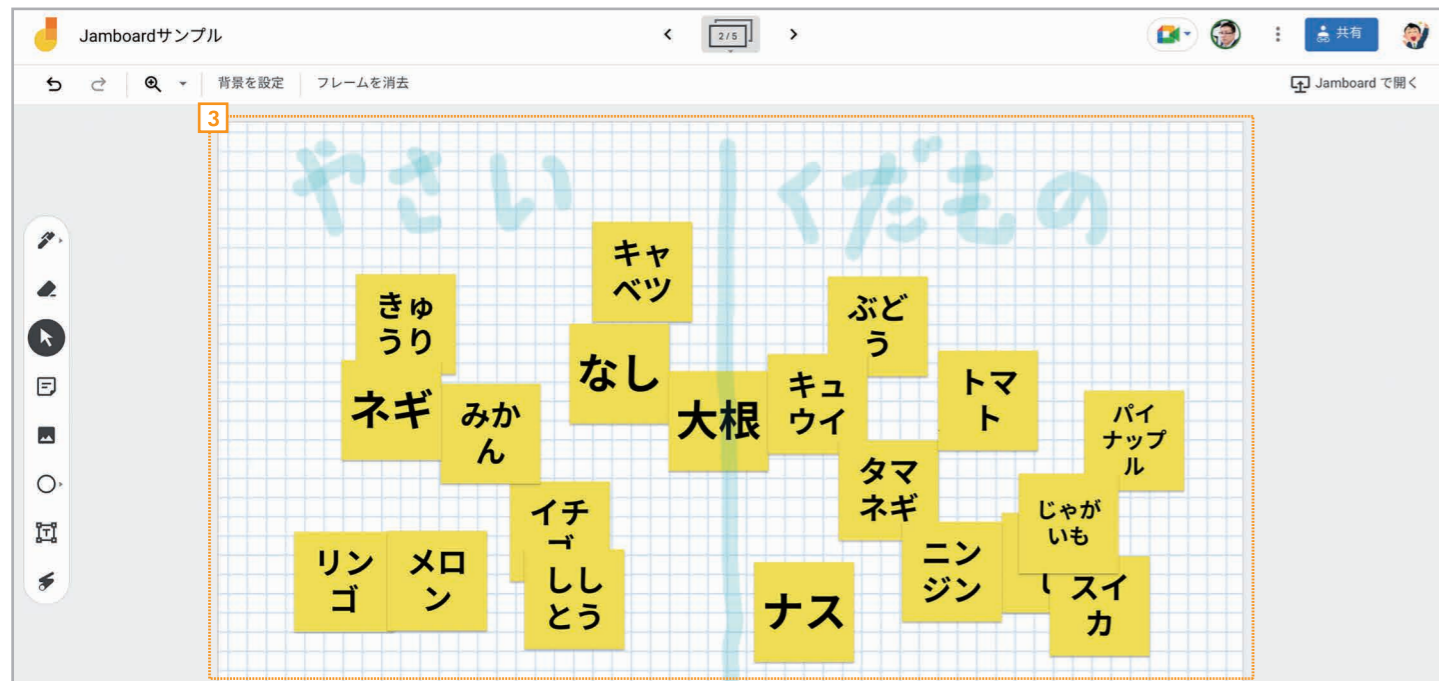 Jamboardサンプル
2/5
共有
背景を設定
フレームを消去
Jamboard で開く
3
やさい
くだもの
キャ
ベツ
きゅ
うり
ぶど
う
なし
トマ
ト
キュ
ウイ
ネギ
大根
みか
ん
パイ
ナップ
ル
タマ
ネギ
イチ
ゴ
じゃが
いも
リン
ゴ
メロ
ン
しし
とう
ニン
ジン
ナス
スイ
カ